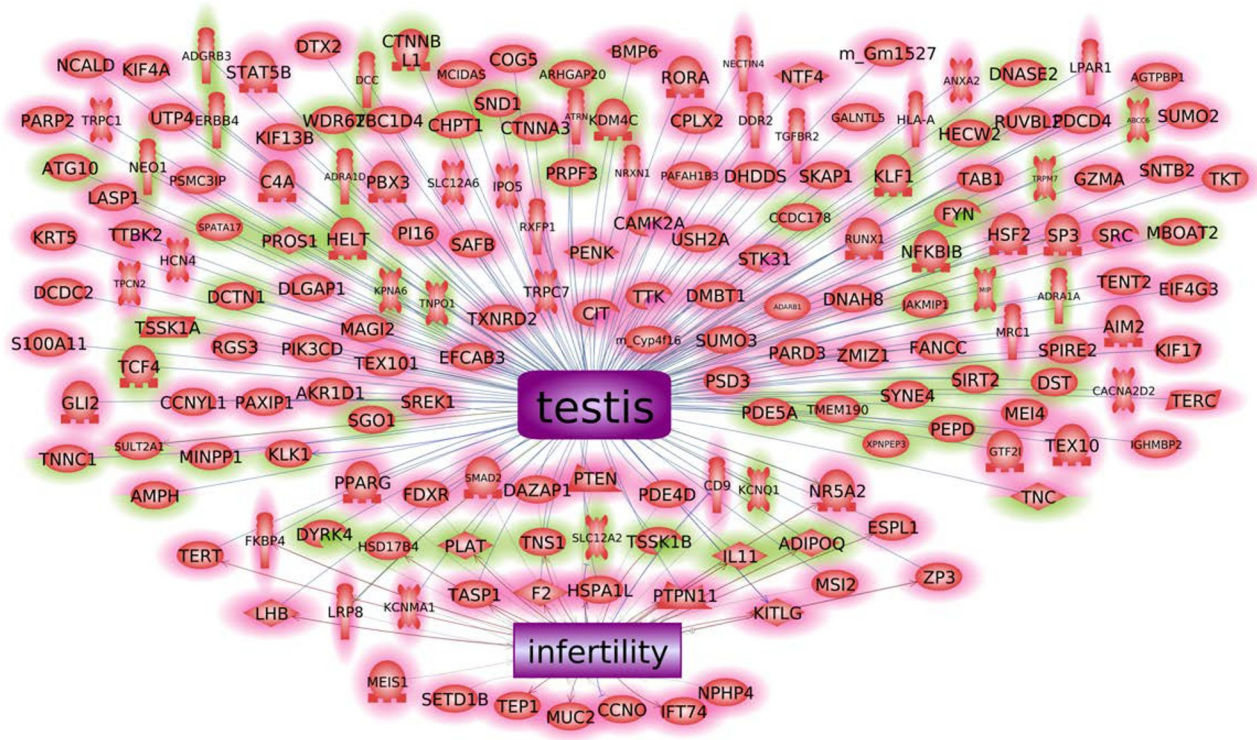 ADGRB3
DTX2
CTNNB
L1
COG5
BMP6
NECTIN4
m_Gm1527
NCALD
KIF4A
STAT5B
DCC
MCIDAS
ARHGAP20
RORA
NTF4
ANXA2
DNASE2
LPAR1
AGTPBP1
PARP2
TRPC1
UTP4
ERBB4
KIF13B
WDR62
TBC1D4
CHPT1
SND1
CTNNA3
ATRN
KDM4C
CPLX2
DDR2
TGFBR2
GALNTL5
HLA-A
HECW2
RUVBL2
PDCD4
ABCC6
SUMO2
ATG10
NEO1
PSMC3IP
C4A
ADRA1D
PBX3
SLC12A6
IPO5
PRPF3
NRXN1
PAFAH1B3
DHDDS
SKAP1
KLF1
TAB1
TRPM7
GZMA
SNTB2
TKT
LASP1
SPATA17
RXFP1
CAMK2A
CCDC178
FYN
KRT5
TTBK2
HCN4
PROS1
HELT
PI16
SAFB
PENK
USH2A
STK31
RUNX1
NFKBIB
HSF2
SP3
SRC
MBOAT2
DCDC2
TPCN2
DCTN1
DLGAP1
KPNA6
TNPO1
TRPC7
TTK
DMBT1
ADARB1
DNAH8
JAKMIP1
MIP
ADRA1A
TENT2
EIF4G3
TSSK1A
MAGI2
TXNRD2
CIT
m_Cyp4f16
SUMO3
MRC1
AIM2
S100A11
TCF4
RGS3
PIK3CD
TEX101
EFCAB3
PARD3
ZMIZ1
FANCC
SPIRE2
KIF17
GLI2
CCNYL1
PAXIP1
AKR1D1
SREK1
testis
PSD3
SYNE4
SIRT2
DST
CACNA2D2
TERC
SGO1
PDE5A
TMEM190
MEI4
TNNC1
SULT2A1
MINPP1
KLK1
XPNPEP3
PEPD
GTF2I
TEX10
IGHMBP2
AMPH
PPARG
FDXR
SMAD2
DAZAP1
PTEN
PDE4D
CD9
KCNQ1
NR5A2
TNC
TERT
FKBP4
DYRK4
HSD17B4
PLAT
TNS1
SLC12A2
TSSK1B
IL11
ADIPOQ
ESPL1
LHB
LRP8
KCNMA1
TASP1
F2
HSPA1L
PTPN11
KITLG
MSI2
ZP3
infertility
MEIS1
SETD1B
TEP1
MUC2
CCNO
IFT74
NPHP4